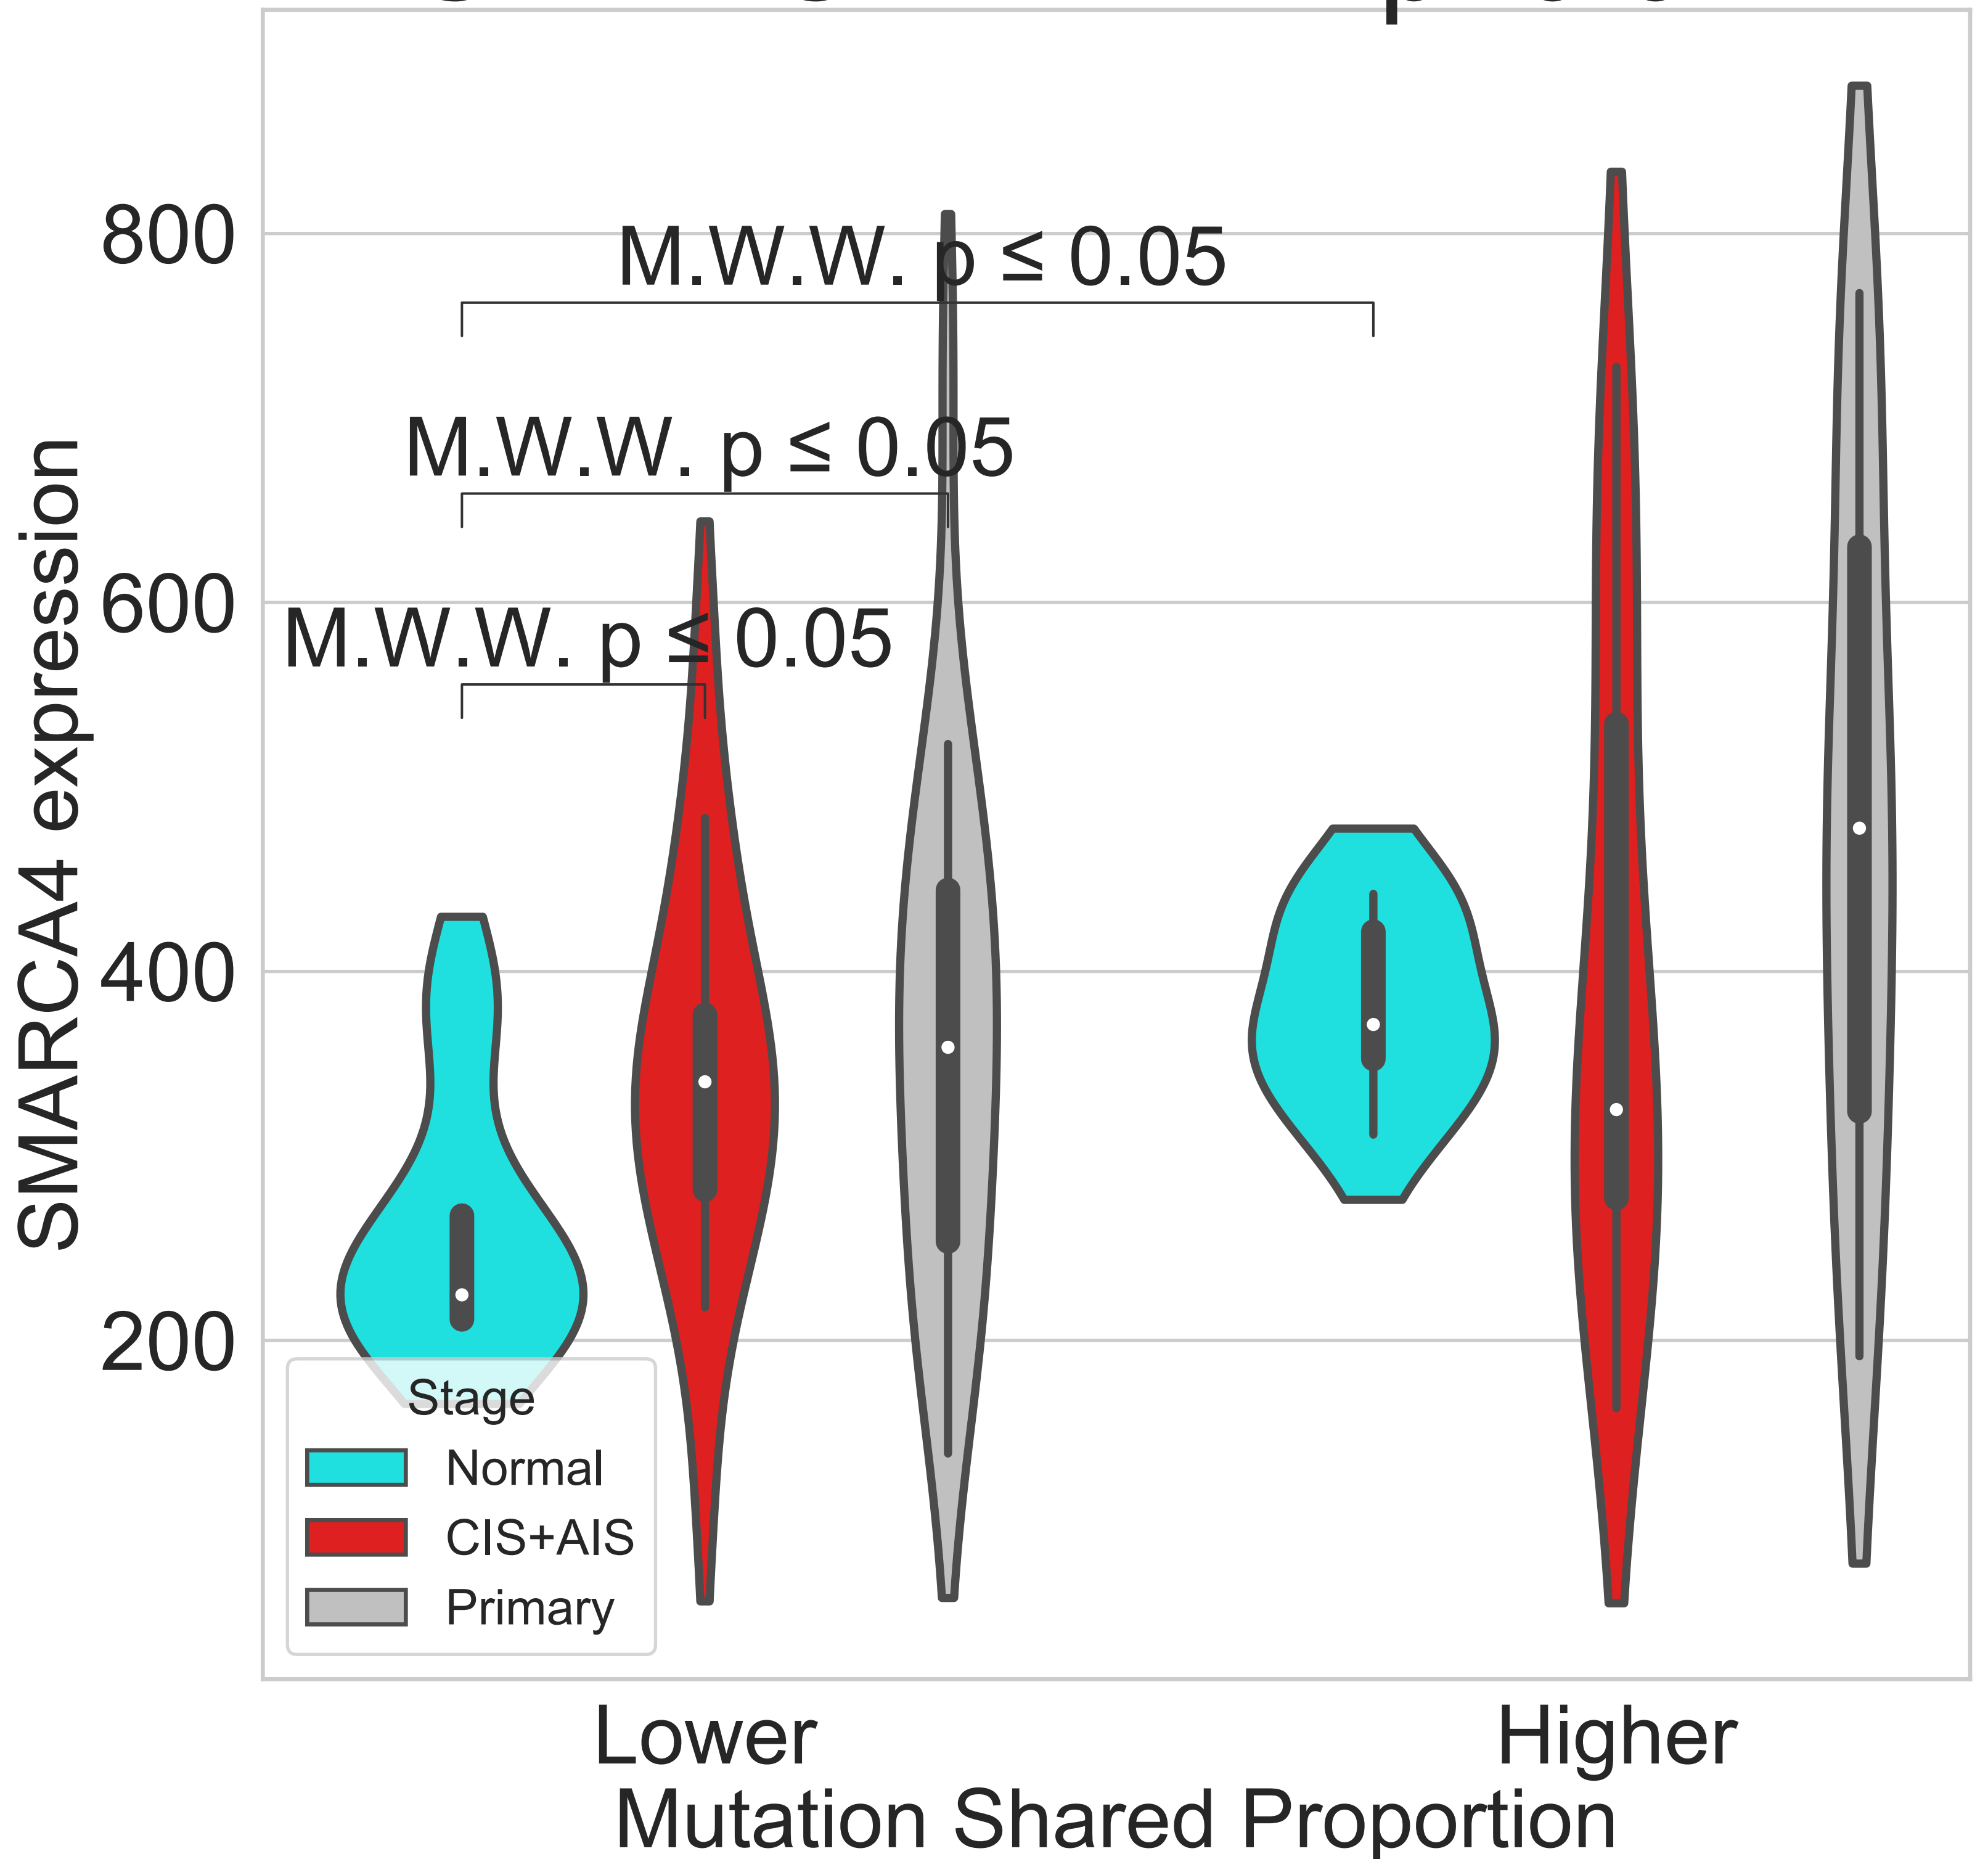 800
600
400
200
SMARCA4 expression
M.W.W. p ≤ 0.05
M.W.W. p ≤ 0.05
M.W.W. p ≤ 0.05
Stage
Normal
CIS+AIS
Primary
Lower
Higher
Mutation Shared Proportion